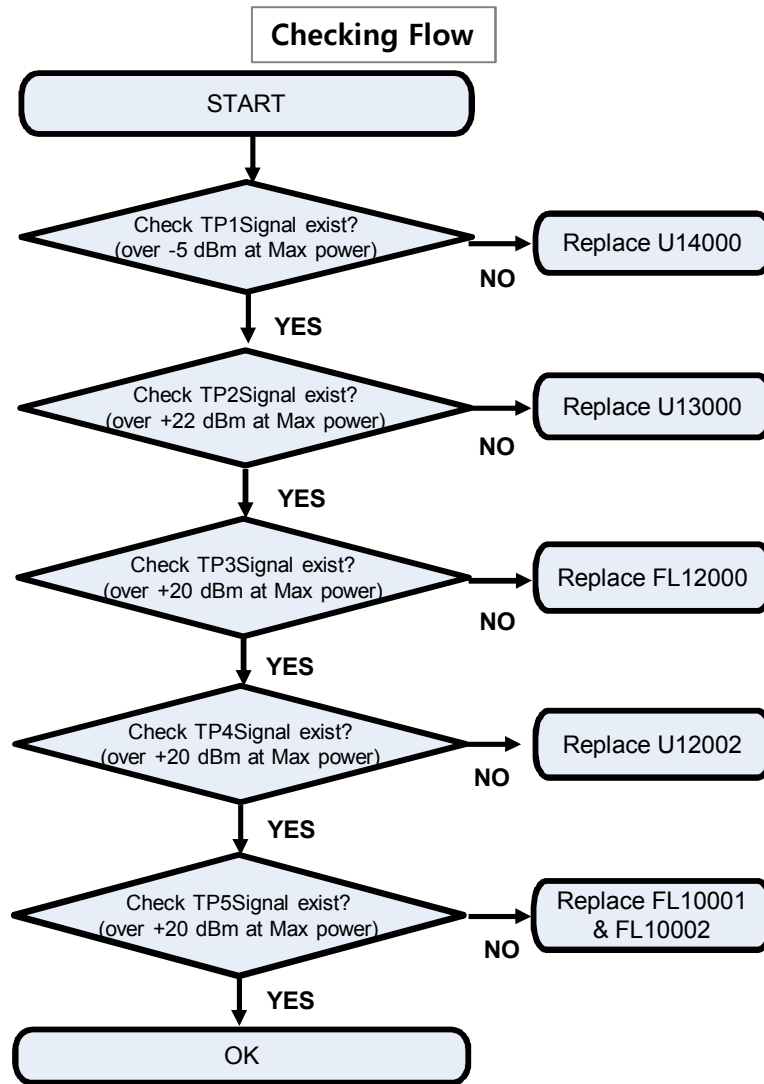 Checking Flow
START
Check TP1Signal exist?
(over -5 dBm at Max power)
Replace U14000
NO
YES
Check TP2Signal exist?
(over +22 dBm at Max power)
Replace U13000
NO
YES
Check TP3Signal exist?
(over +20 dBm at Max power)
Replace FL12000
NO
YES
Check TP4Signal exist?
(over +20 dBm at Max power)
Replace U12002
NO
YES
Check TP5Signal exist?
(over +20 dBm at Max power)
Replace FL10001
& FL10002
NO
YES
OK